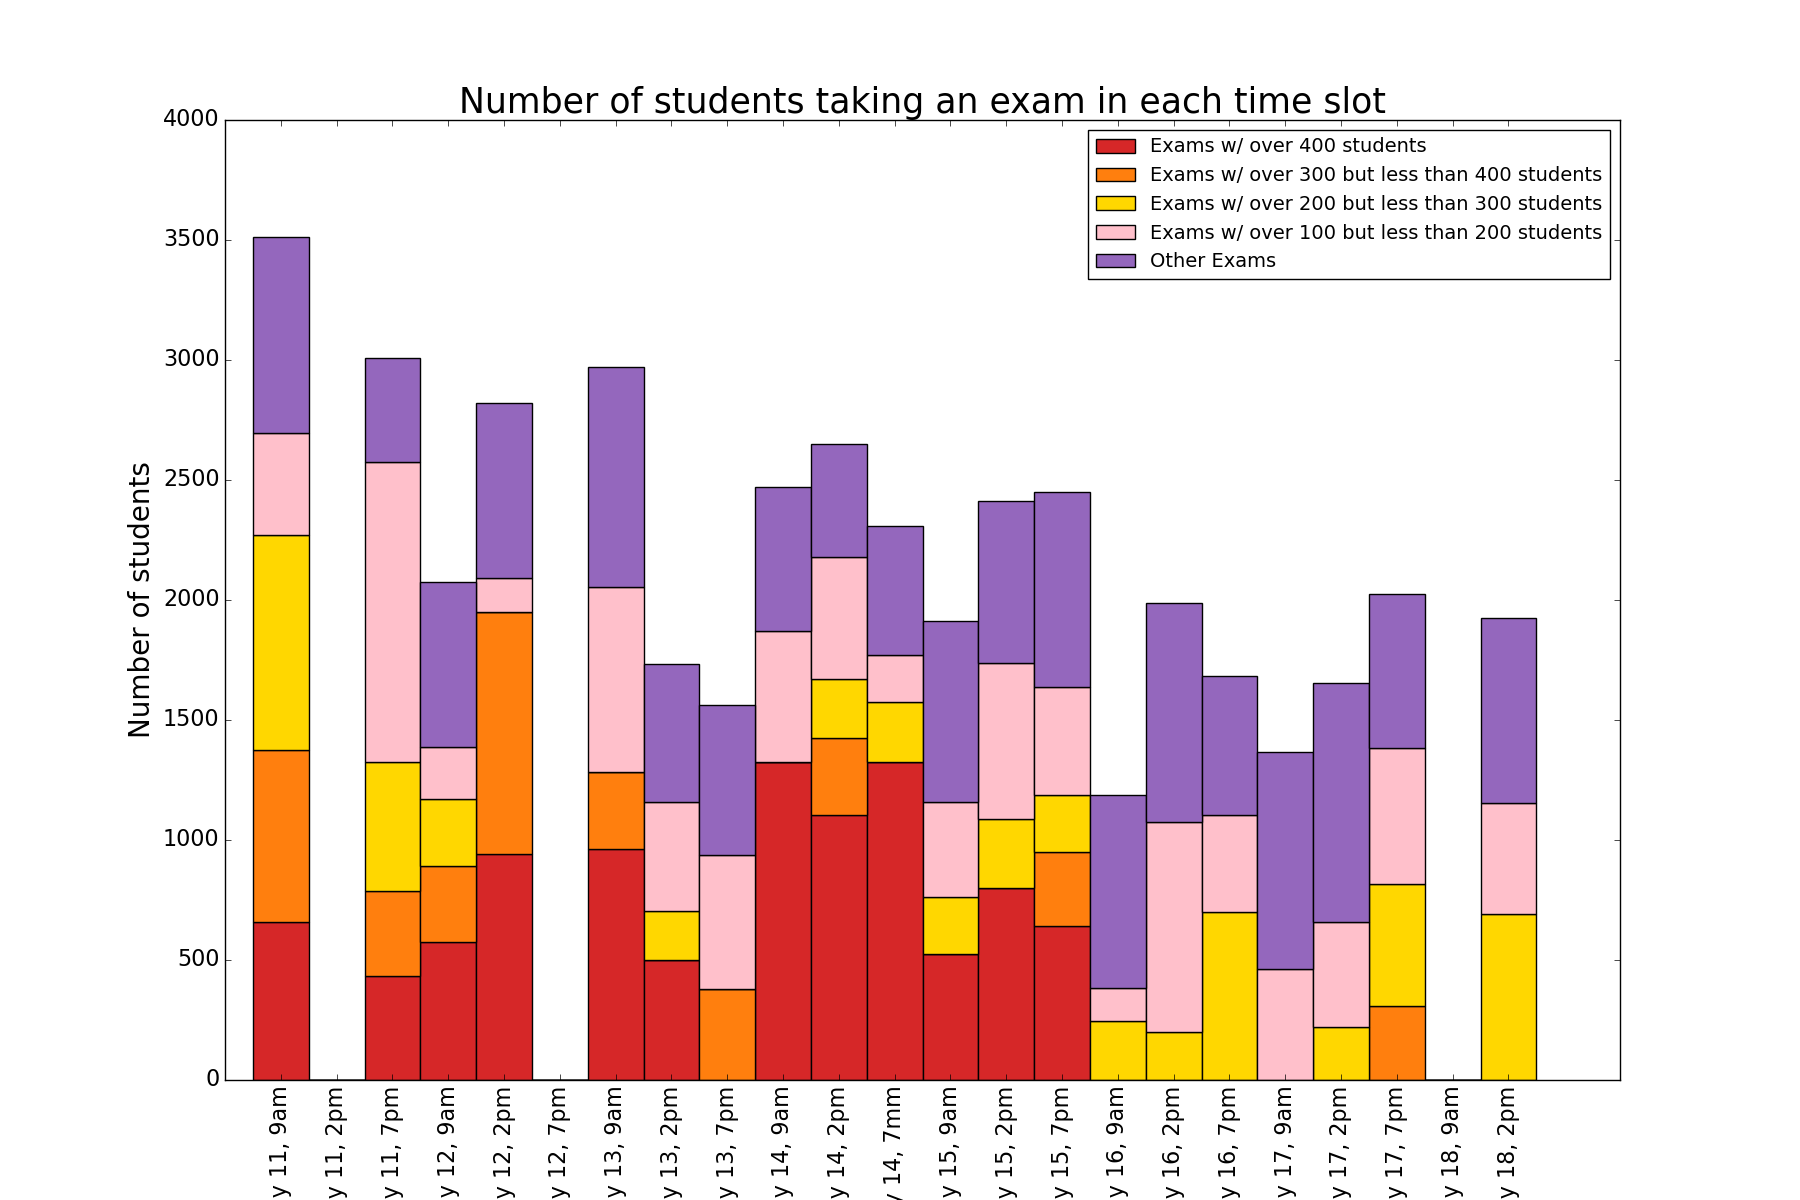 Number of students taking an exam in each time slot
Number of students
4000
3500
3000
2500
2000
1500
1000
500
0
Exams w/ over 400 students
Exams w/ over 300 but less than 400 students
Exams w/ over 200 but less than 300 students
Exams w/ over 100 but less than 200 students
Other Exams
y 11, 9am
y 11, 2pm
y 11, 7pm
y 12, 9am
y 12, 2pm
y 12, 7pm
y 13, 9am
y 13, 2pm
y 13, 7pm
y 14, 9am
y 14, 2pm
y 14, 7mm
y 15, 9am
y 15, 2pm
y 15, 7pm
y 16, 9am
y 16, 2pm
y 16, 7pm
y 17, 9am
y 17, 2pm
y 17, 7pm
y 18, 9am
y 18, 2pm